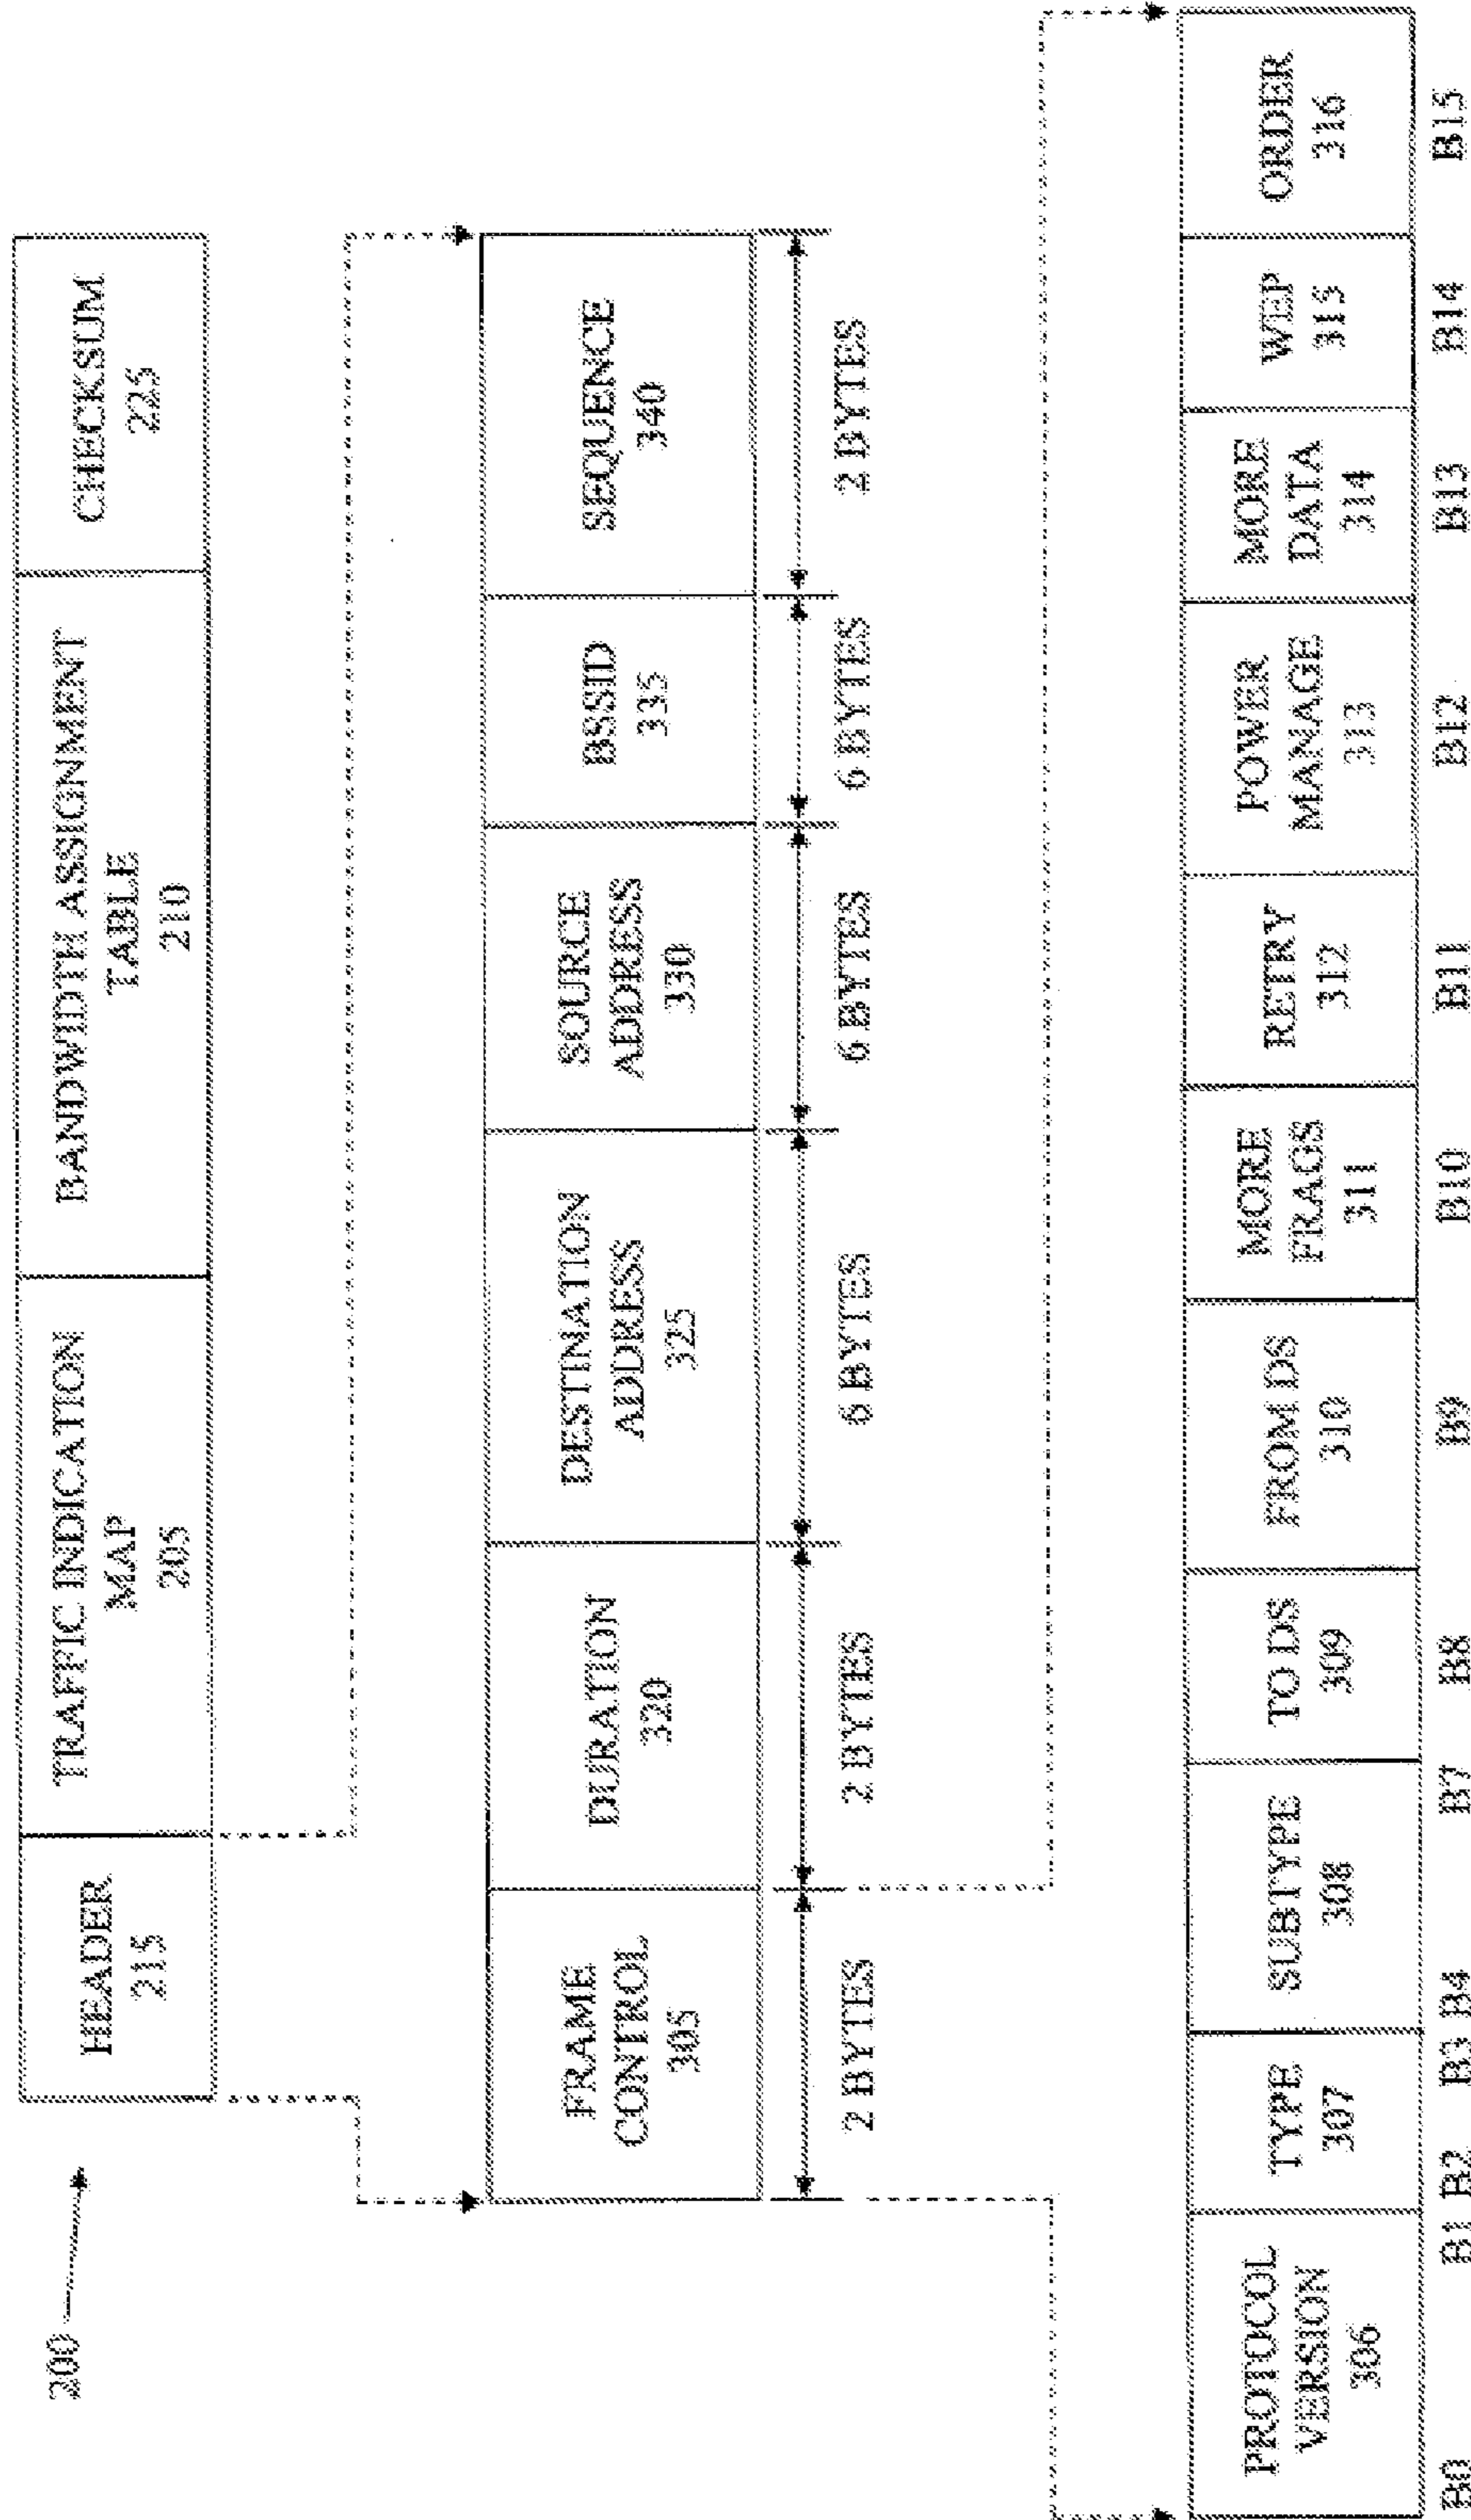 200
HEADER
215
TRAFFIC INDICATION
MAP
205
BANDWIDTH ASSIGNMENT
TABLE
210
CHECKSUM
225
FRAME
CONTROL
305
DURATION
320
DESTINATION
ADDRESS
325
SOURCE
ADDRESS
330
BSSID
335
SEQUENCE
340
2 BYTES
2 BYTES
6 BYTES
6 BYTES
6 BYTES
2 BYTES
PROTOCOL
VERSION
306
TYPE
307
SUBTYPE
308
TO DS
309
FROM DS
310
MORE
FRAGS
311
RETRY
312
POWER
MANAGE
313
MORE
DATA
314
WEP
315
ORDER
316
B0 B1 B2 B3 B4 B7 B8 B9 B10 B11 B12 B13 B14 B15